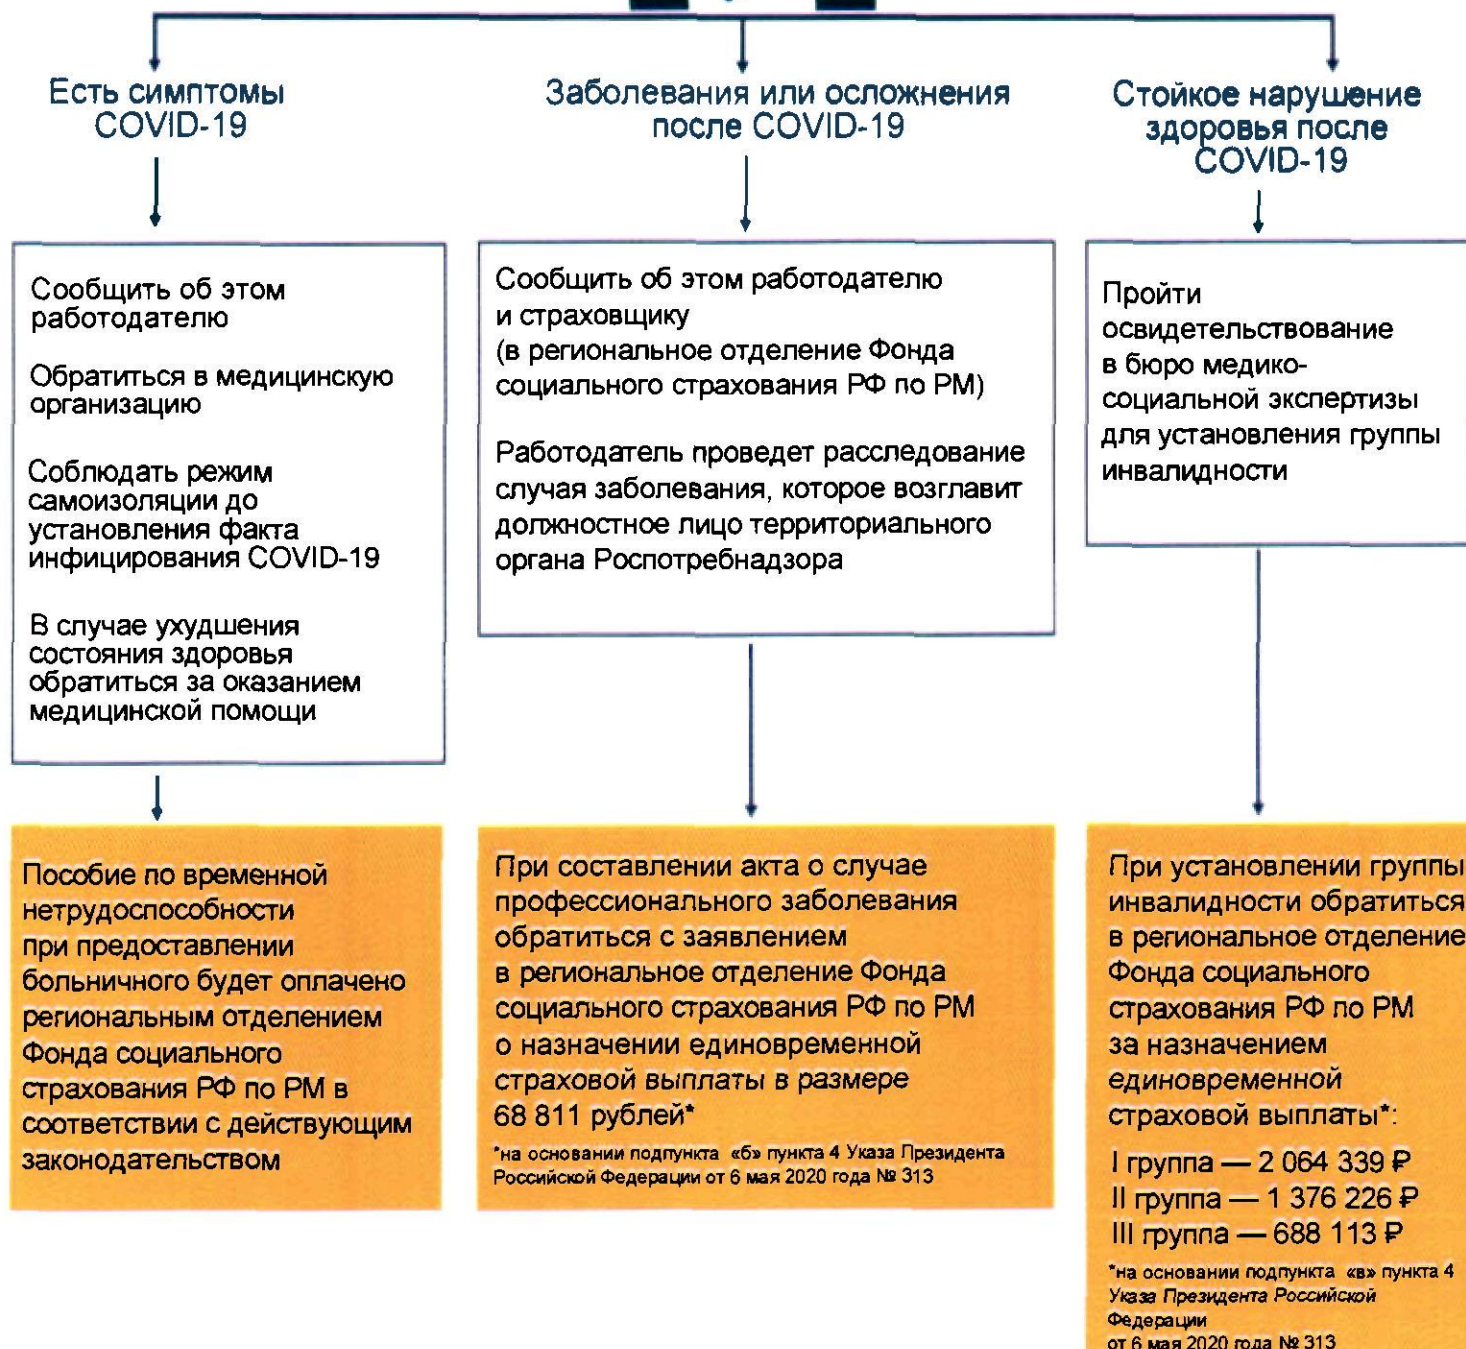 Есть симптомы
COVID-19
Сообщить об этом
работодателю
Обратиться в медицинскую
организацию
Соблюдать режим
самоизоляции до
установления факта
инфицирования COVID-19
В случае ухудшения
состояния здоровья
обратиться за оказанием
медицинской помощи
Пособие по временной
нетрудоспособности
при предоставлении
больничного будет оплачено
региональным отделением
Фонда социального
страхования РФ по РМ в
соответствии с действующим
законодательством
Заболевания или осложнения
после COVID-19
Сообщить об этом работодателю
и страховщику
(в региональное отделение Фонда
социального страхования РФ по РМ)
Работодатель проведет расследование
случая заболевания, которое возглавит
должностное лицо территориального
органа Роспотребнадзора
При составлении акта о случае
профессионального заболевания
обратиться с заявлением
в региональное отделение Фонда
социального страхования РФ по РМ
о назначении единовременной
страховой выплаты в размере
68 811 рублей*
*на основании подпункта «б» пункта 4 Указа Президента
Российской Федерации от 6 мая 2020 года № 313
Стойкое нарушение
здоровья после
COVID-19
Пройти
освидетельствование
в бюро медико-
социальной экспертизы
для установления группы
инвалидности
При установлении группы
инвалидности обратиться
в региональное отделение
Фонда социального
страхования РФ по РМ
за назначением
единовременной
страховой выплаты*:
I группа — 2 064 339 ₽
II группа — 1 376 226 ₽
III группа — 688 113 ₽
*на основании подпункта «в» пункта 4
Указа Президента Российской
Федерации
от 6 мая 2020 года № 313